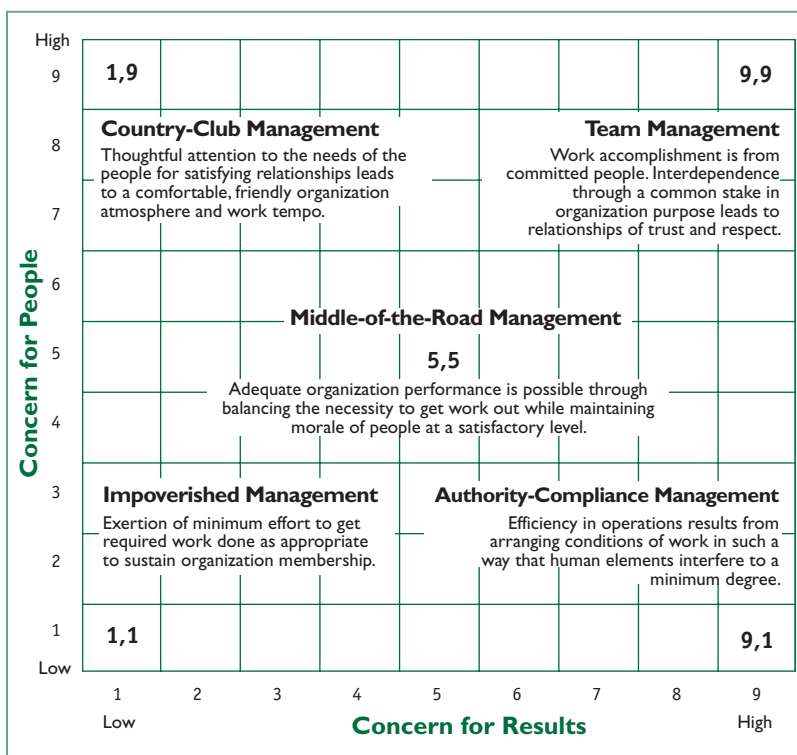 High
9
1,9
9,9
8
Country-Club Management
Thoughtful attention to the needs of the
people for satisfying relationships leads
to a comfortable, friendly organization
atmosphere and work tempo.
Team Management
Work accomplishment is from
committed people. Interdependence
through a common stake in
organization purpose leads to
relationships of trust and respect.
7
6
Concern for People
Middle-of-the-Road Management
5
5,5
Adequate organization performance is possible through
balancing the necessity to get work out while maintaining
morale of people at a satisfactory level.
4
3
Impoverished Management
Exertion of minimum effort to get
required work done as appropriate
to sustain organization membership.
Authority-Compliance Management
Efficiency in operations results from
arranging conditions of work in such a
way that human elements interfere to a
minimum degree.
2
1
1,1
9,1
Low
1 2 3 4 5 6 7 8 9
Low
Concern for Results
High